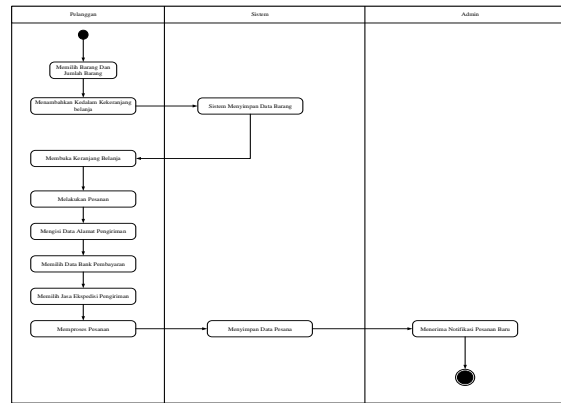 Pelanggan
Sistem
Admin
Memilih Barang Dan
Jumlah Barang
Menambahkan Kedalam Kekeranjang
belanja
Sistem Menyimpan Data Barang
Membuka Keranjang Belanja
Melakukan Pesanan
Mengisi Data Alamat Pengiriman
Memilih Data Bank Pembayaran
Memilih Jasa Ekspedisi Pengiriman
Memproses Pesanan
Menyimpan Data Pesana
Menerima Notifikasi Pesanan Baru